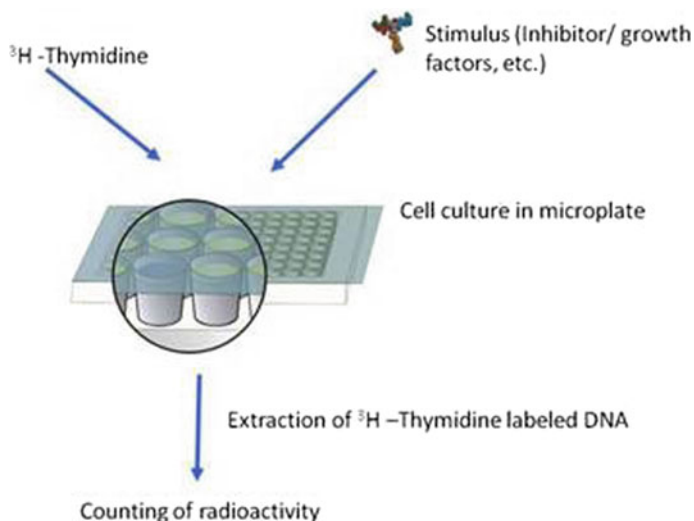 ³H -Thymidine
Stimulus (Inhibitor/ growth
factors, etc.)
Cell culture in microplate
Extraction of ³H –Thymidine labeled DNA
Counting of radioactivity